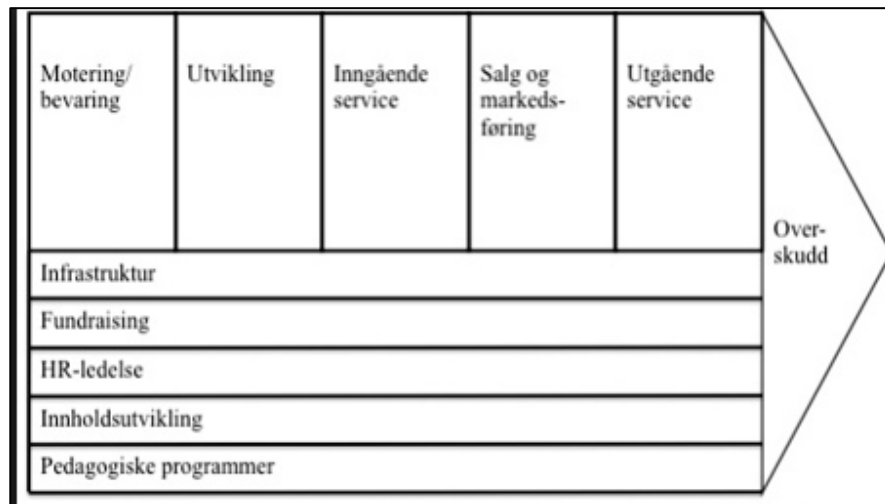 Motering/
bevaring
Utvikling
Inngående
service
Salg og
markeds-
føring
Utgående
service
Over-
skudd
Infrastruktur
Fundraising
HR-ledelse
Innholdsutvikling
Pedagogiske programmer